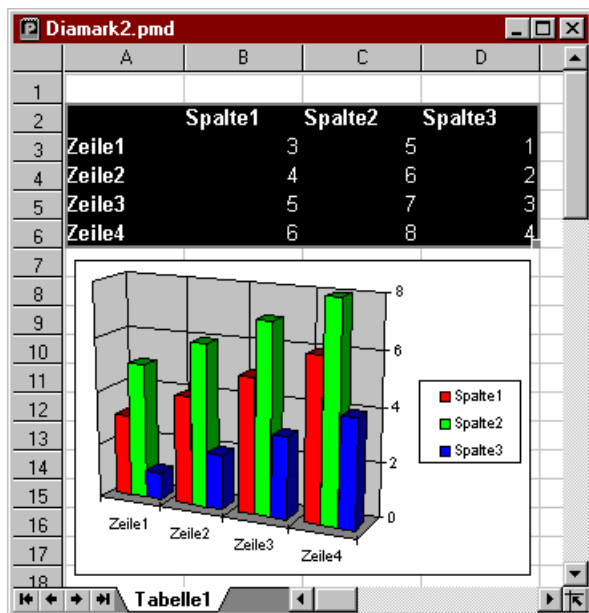 Diamark2.pmd
A B C D
1
2 Spalte1 Spalte2 Spalte3
3 Zeile1 3 5 1
4 Zeile2 4 6 2
5 Zeile3 5 7 3
6 Zeile4 6 8 4
7
8 8
9
10 6
11
12 4 Spalte1
13 Spalte2
14 2 Spalte3
15
16 Zeile1 Zeile2 0
17 Zeile3 Zeile4
18
Tabelle1